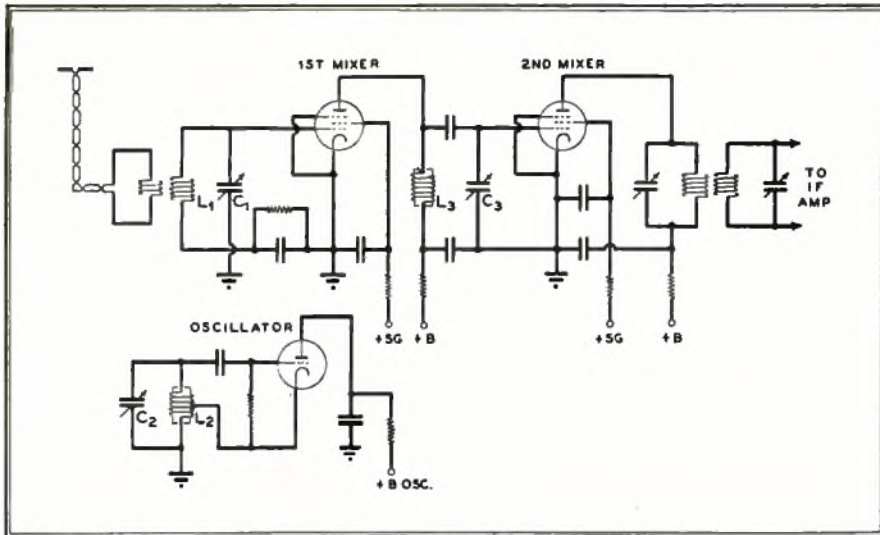 1ST MIXER
2ND MIXER
L1
C1
L3
C3
TO
IF
AMP
+SG
+B
+SG
+B
OSCILLATOR
C2
L2
+B OSC.